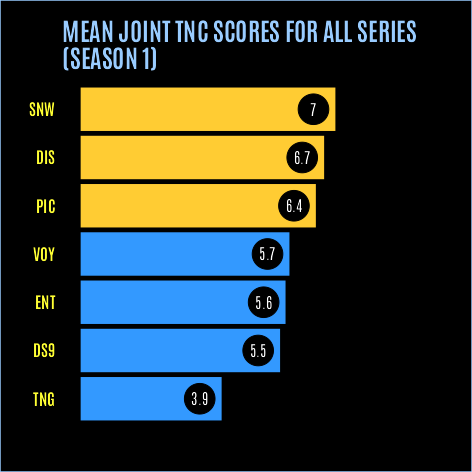 MEAN JOINT TNC SCORES FOR ALL SERIES
(SEASON 1)
SNW 7
DIS 6.7
PIC 6.4
VOY 5.7
ENT 5.6
DS9 5.5
TNG 3.9